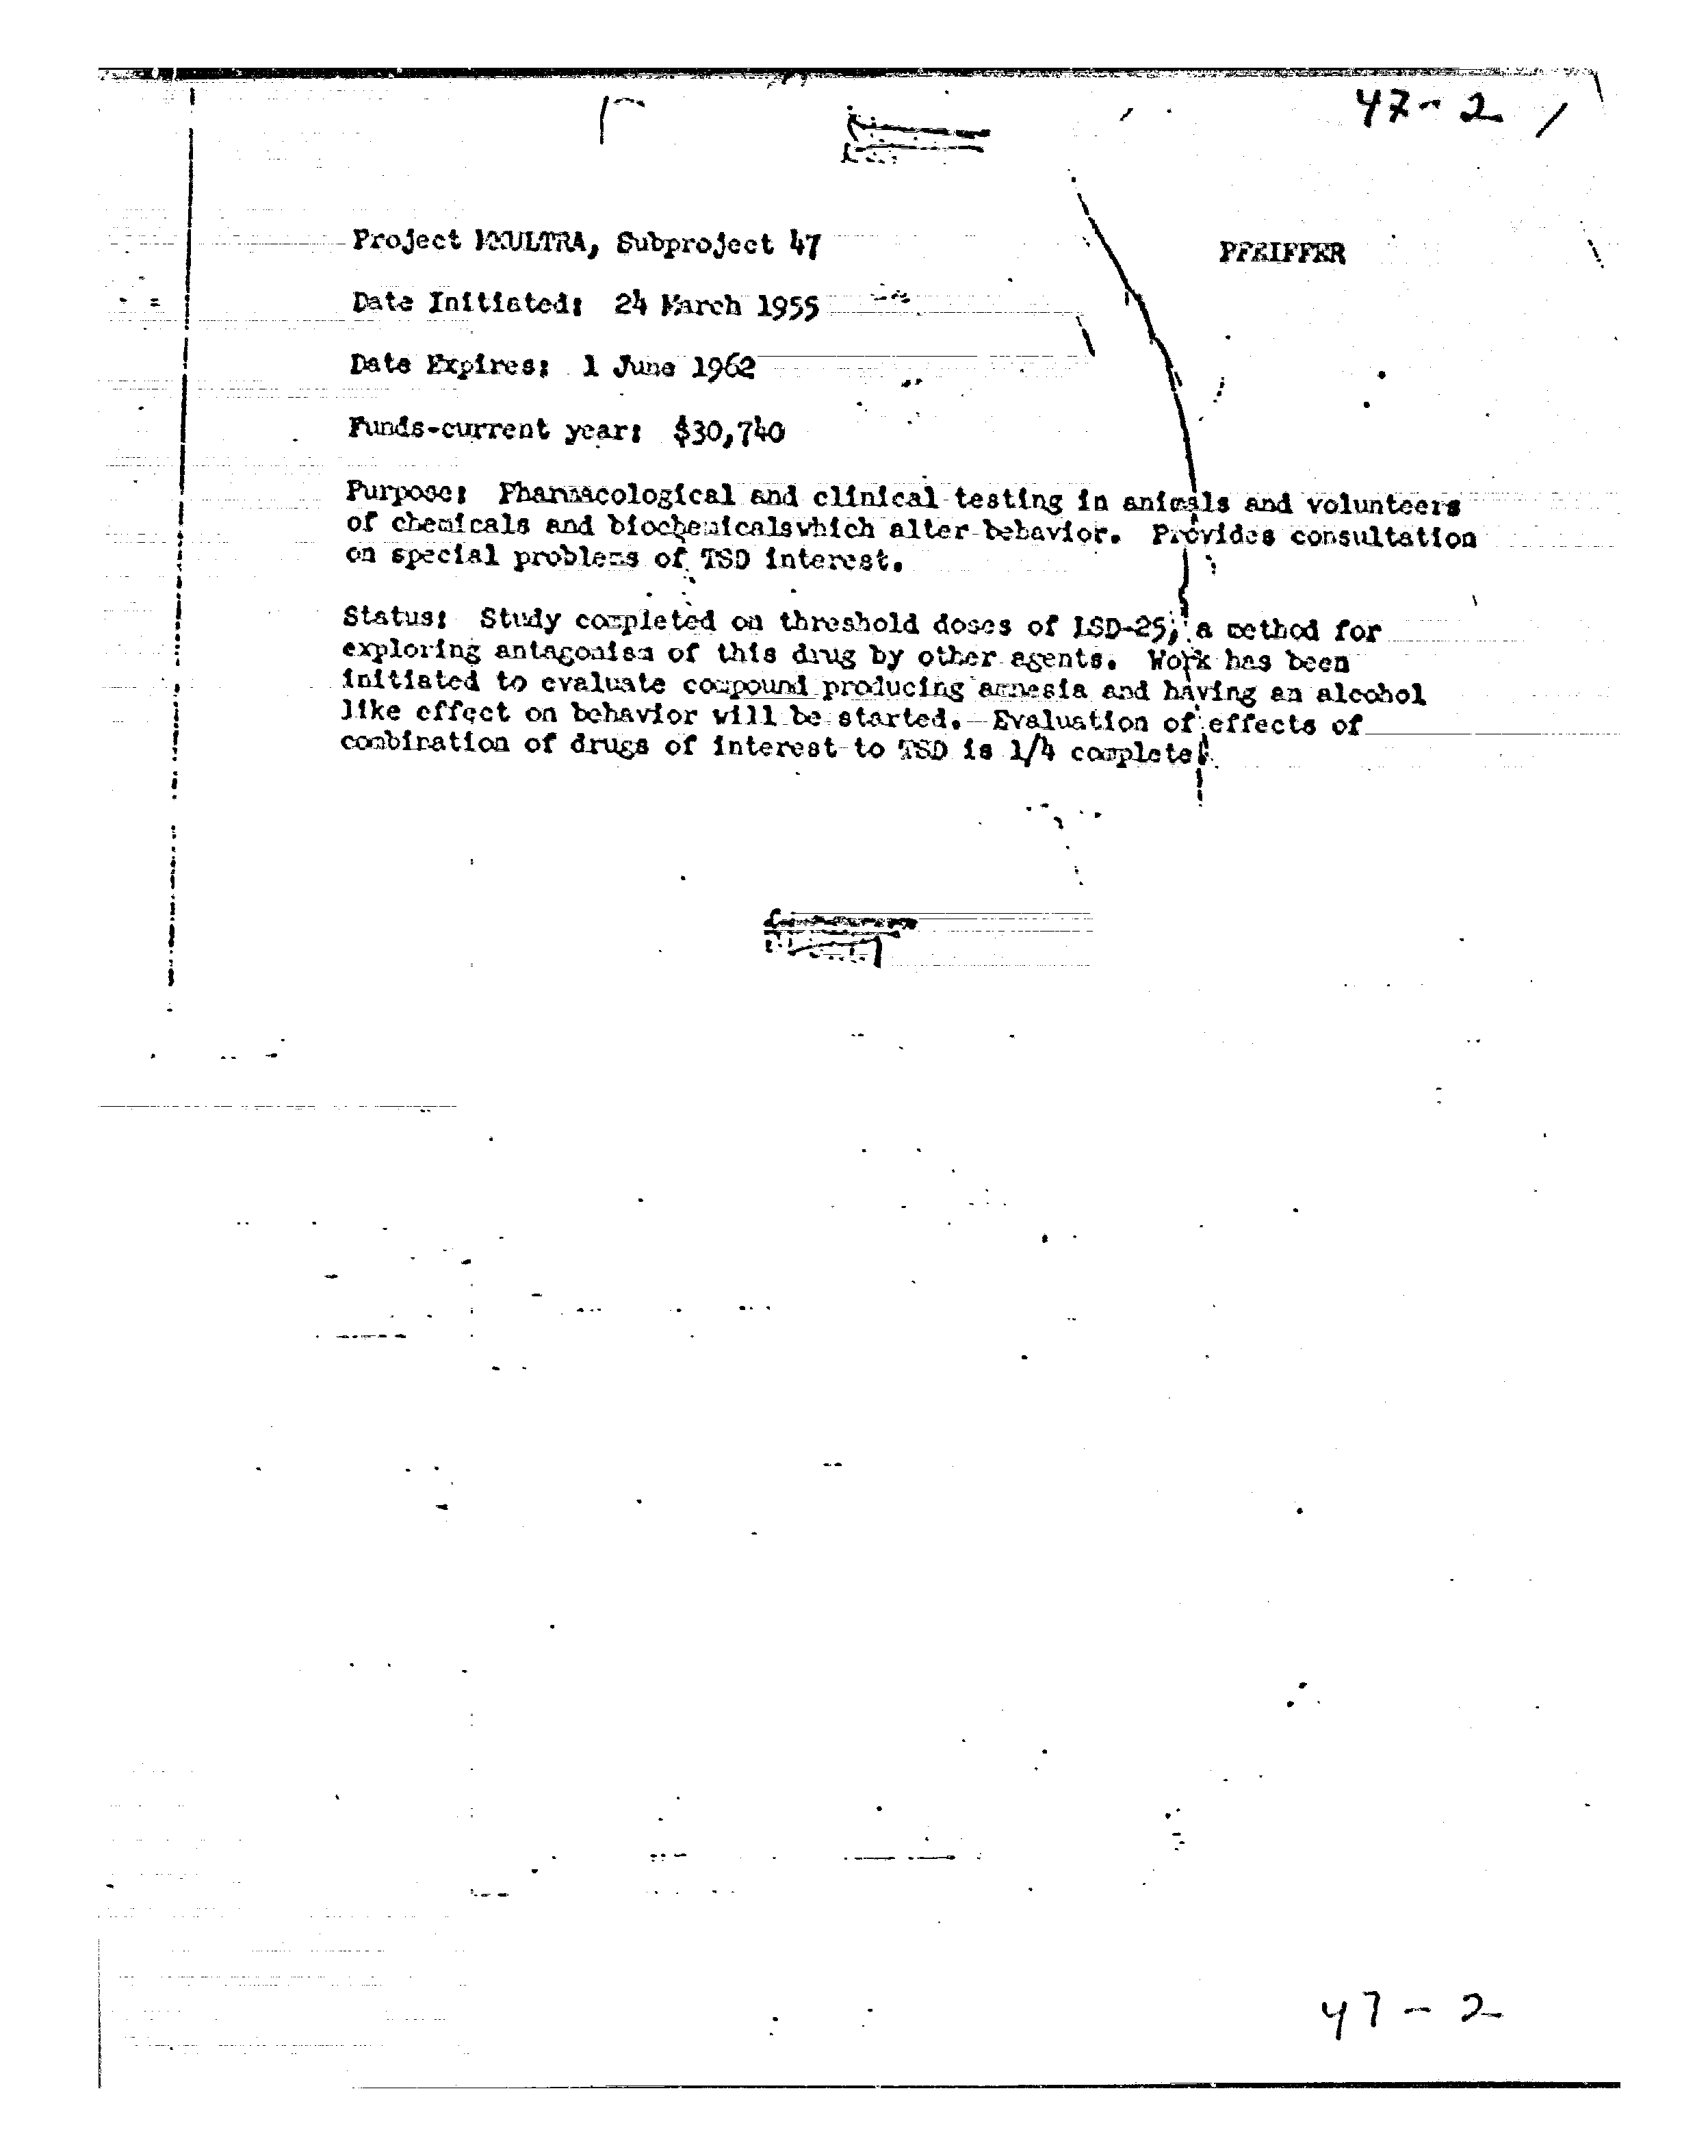 47-2
Project MKULTRA, Subproject 47
PFEIFFER
Date Initiated: 24 March 1955
Date Expires: 1 June 1962
Funds-current year: $30,740
Purpose: Pharmacological and clinical testing in animals and volunteers
of chemicals and biochemicalswhich alter behavior. Provides consultation
on special problems of TSD interest.
Status: Study completed on threshold doses of LSD-25; a method for
exploring antagonism of this drug by other agents. Work has been
initiated to evaluate compound producing amnesia and having an alcohol
like effect on behavior will be started. Evaluation of effects of
combination of drugs of interest to TSD is 1/4 complete.
47-2